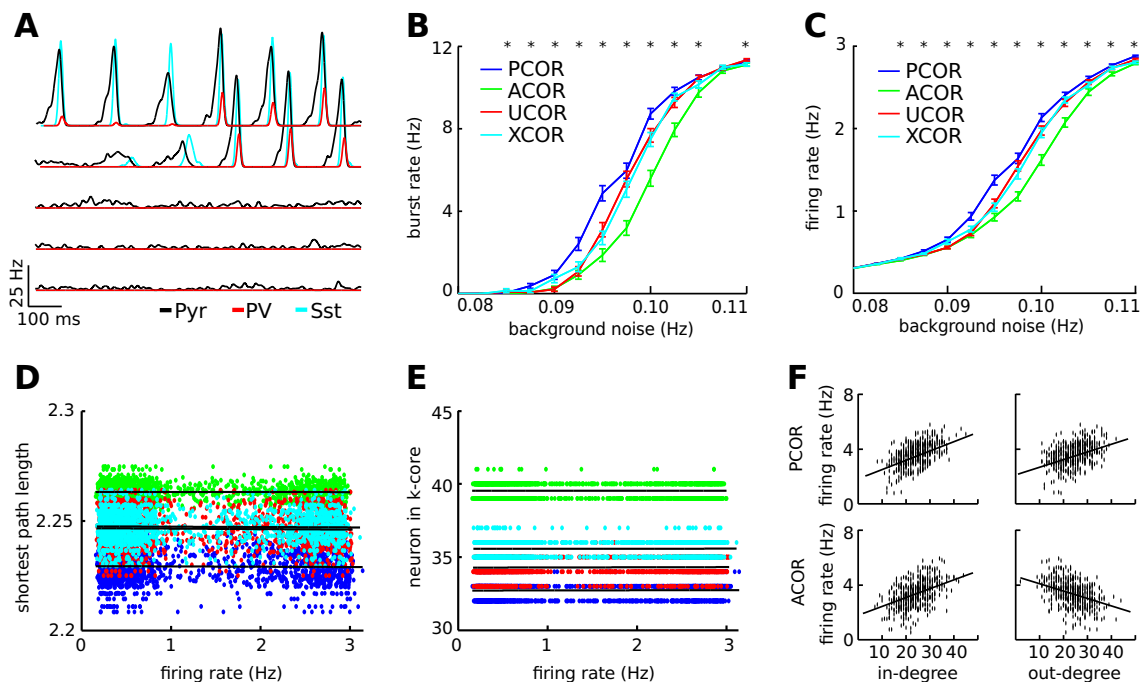 A
25 Hz
100 ms
Pyr PV Sst
B
* * * * * * * * * *
12
8
4
0
burst rate (Hz)
PCOR
ACOR
UCOR
XCOR
0.08 0.09 0.10 0.11
background noise (Hz)
C
* * * * * * * * * * *
3
2
1
0
firing rate (Hz)
PCOR
ACOR
UCOR
XCOR
0.08 0.09 0.10 0.11
background noise (Hz)
D
2.3
2.25
2.2
shortest path length
0 1 2 3
firing rate (Hz)
E
45
40
35
30
neuron in k-core
0 1 2 3
firing rate (Hz)
F
PCOR
firing rate (Hz)
8
4
0
ACOR
firing rate (Hz)
8
4
0
10 20 30 40
in-degree
10 20 30 40
out-degree